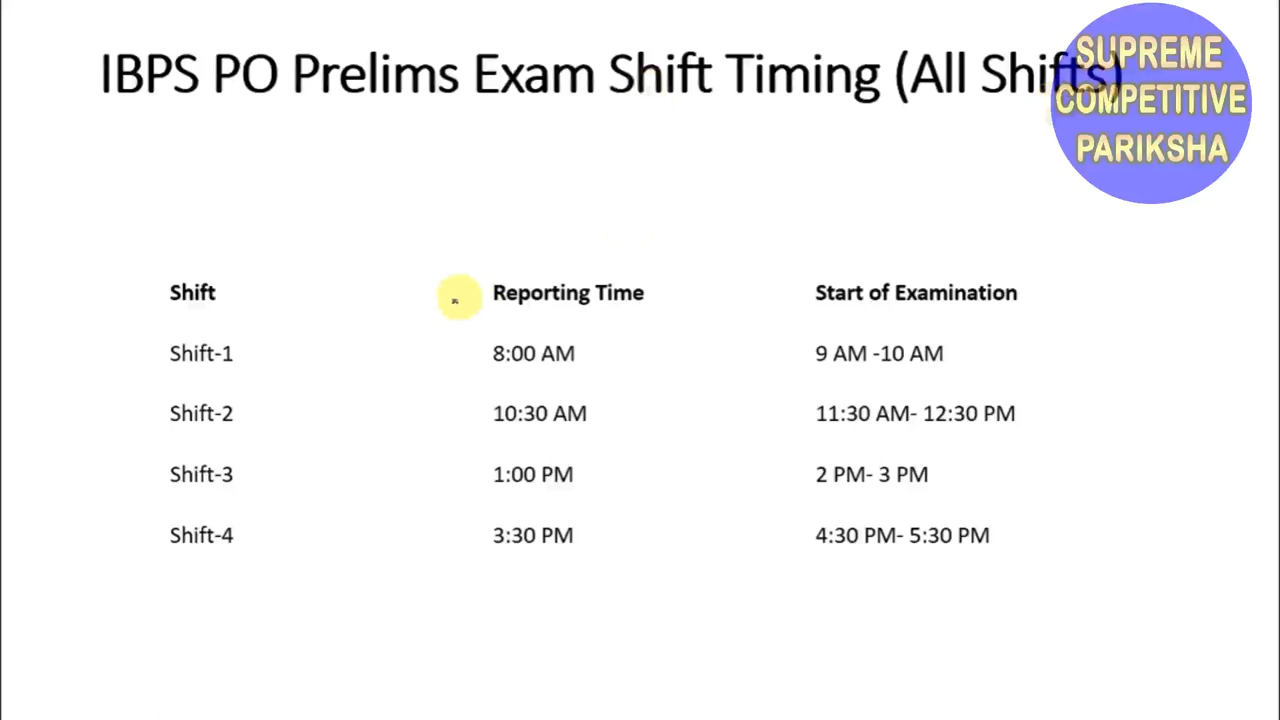 IBPS PO Prelims Exam Shift Timing (All Shifts)
SUPREME
COMPETITIVE
PARIKSHA
Shift Reporting Time Start of Examination
Shift-1 8:00 AM 9 AM -10 AM
Shift-2 10:30 AM 11:30 AM- 12:30 PM
Shift-3 1:00 PM 2 PM- 3 PM
Shift-4 3:30 PM 4:30 PM- 5:30 PM